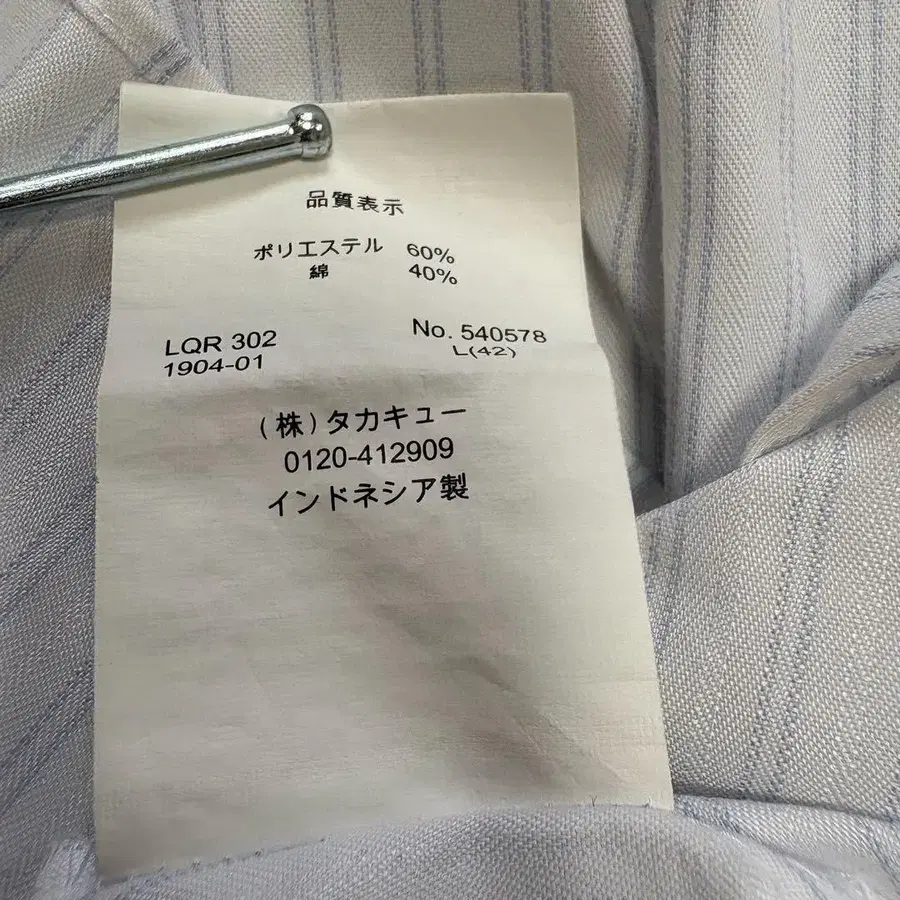 品質表示
ポリエステル 60%
綿 40%
LQR 302 No. 540578
1904-01 L(42)
(株)タカキュー
0120-412909
インドネシア製